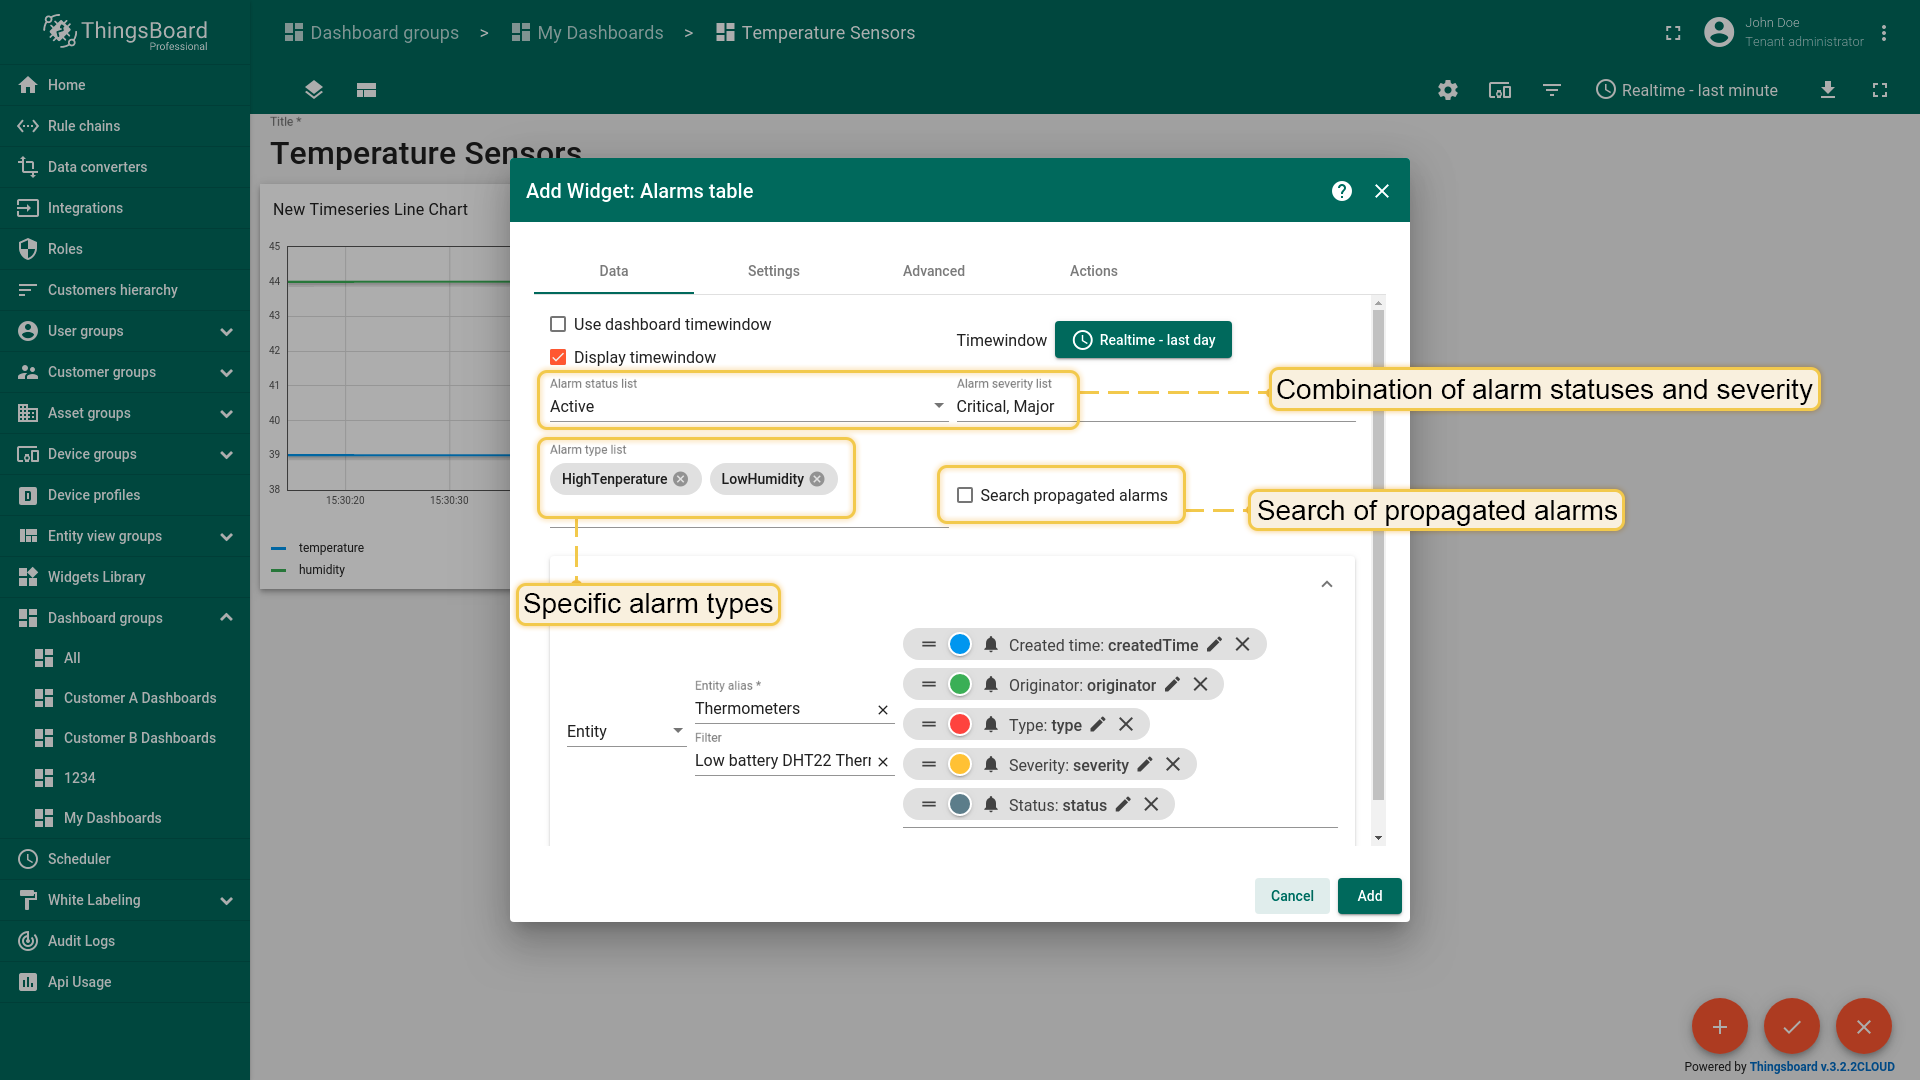 ThingsBoard
Professional
Dashboard groups > My Dashboards > Temperature Sensors
John Doe
Tenant administrator
Realtime - last minute
Home
Rule chains
Data converters
Integrations
Roles
Customers hierarchy
User groups
Customer groups
Asset groups
Device groups
Device profiles
Entity view groups
Widgets Library
Dashboard groups
All
Customer A Dashboards
Customer B Dashboards
1234
My Dashboards
Scheduler
White Labeling
Audit Logs
Api Usage
Title *
Temperature Sensors
New Timeseries Line Chart
45
44
43
42
41
40
39
38
15:30:20 15:30:30
temperature
humidity
Add Widget: Alarms table
Data Settings Advanced Actions
Use dashboard timewindow
Display timewindow
Timewindow Realtime - last day
Alarm status list
Active
Alarm severity list
Critical, Major
Combination of alarm statuses and severity
Alarm type list
HighTenperature LowHumidity
Search propagated alarms
Search of propagated alarms
Specific alarm types
Entity
Entity alias *
Thermometers
Filter
Low battery DHT22 Ther
Created time: createdTime
Originator: originator
Type: type
Severity: severity
Status: status
Cancel Add
Powered by Thingsboard v.3.2.2CLOUD